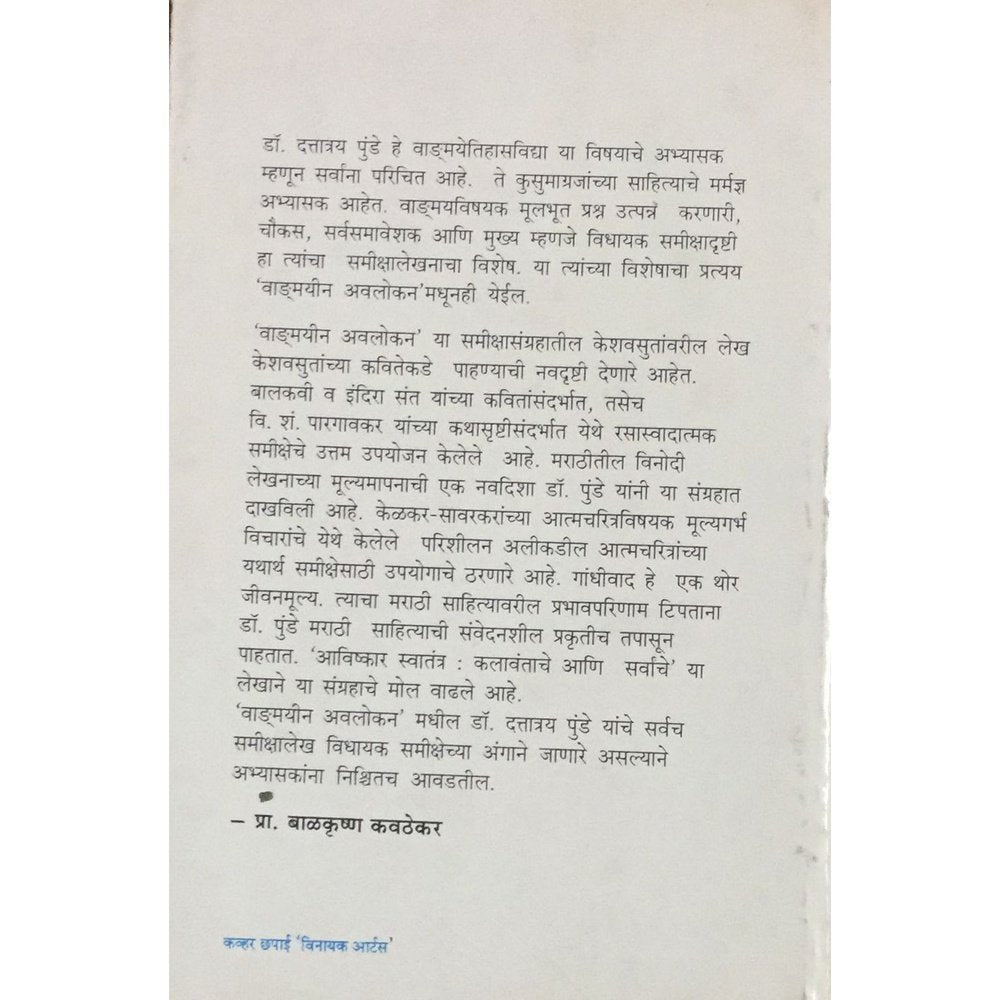 डॉ. दत्तात्रय पुंडे हे वाङ्मयेतिहासविद्या या विषयाचे अभ्यासक
म्हणून सर्वांना परिचित आहे. ते कुसुमाग्रजांच्या साहित्याचे मर्मज्ञ
अभ्यासक आहेत. वाङ्मयविषयक मूलभूत प्रश्न उत्पन्न करणारी,
चौकस, सर्वसमावेशक आणि मुख्य म्हणजे विधायक समीक्षादृष्टी
हा त्यांचा समीक्षालेखनाचा विशेष. या त्यांच्या विशेषाचा प्रत्यय
'वाङ्मयीन अवलोकन'मधूनही येईल.
'वाङ्मयीन अवलोकन' या समीक्षासंग्रहातील केशवसुतांवरील लेख
केशवसुतांच्या कवितेकडे पाहण्याची नवदृष्टी देणारे आहेत.
बालकवी व इंदिरा संत यांच्या कवितांसंदर्भात, तसेच
वि. शं. पारगावकर यांच्या कथासृष्टीसंदर्भात येथे रसास्वादात्मक
समीक्षेचे उत्तम उपयोजन केलेले आहे. मराठीतील विनोदी
लेखनाच्या मूल्यमापनाची एक नवदिशा डॉ. पुंडे यांनी या संग्रहात
दाखविली आहे. केळकर-सावरकरांच्या आत्मचरित्रविषयक मूल्यगर्भ
विचारांचे येथे केलेले परिशीलन अलीकडील आत्मचरित्रांच्या
यथार्थ समीक्षेसाठी उपयोगाचे ठरणारे आहे. गांधीवाद हे एक थोर
जीवनमूल्य. त्याचा मराठी साहित्यावरील प्रभावपरिणाम टिपताना
डॉ. पुंडे मराठी साहित्याची संवेदनशील प्रकृतीच तपासून
पाहतात. 'आविष्कार स्वातंत्र : कलावंताचे आणि सर्वांचे' या
लेखाने या संग्रहाचे मोल वाढले आहे.
'वाङ्मयीन अवलोकन' मधील डॉ. दत्तात्रय पुंडे यांचे सर्वच
समीक्षालेख विधायक समीक्षेच्या अंगाने जाणारे असल्याने
अभ्यासकांना निश्चितच आवडतील.
– प्रा. बाळकृष्ण कवठेकर
कव्हर छपाई 'विनायक आर्टस'